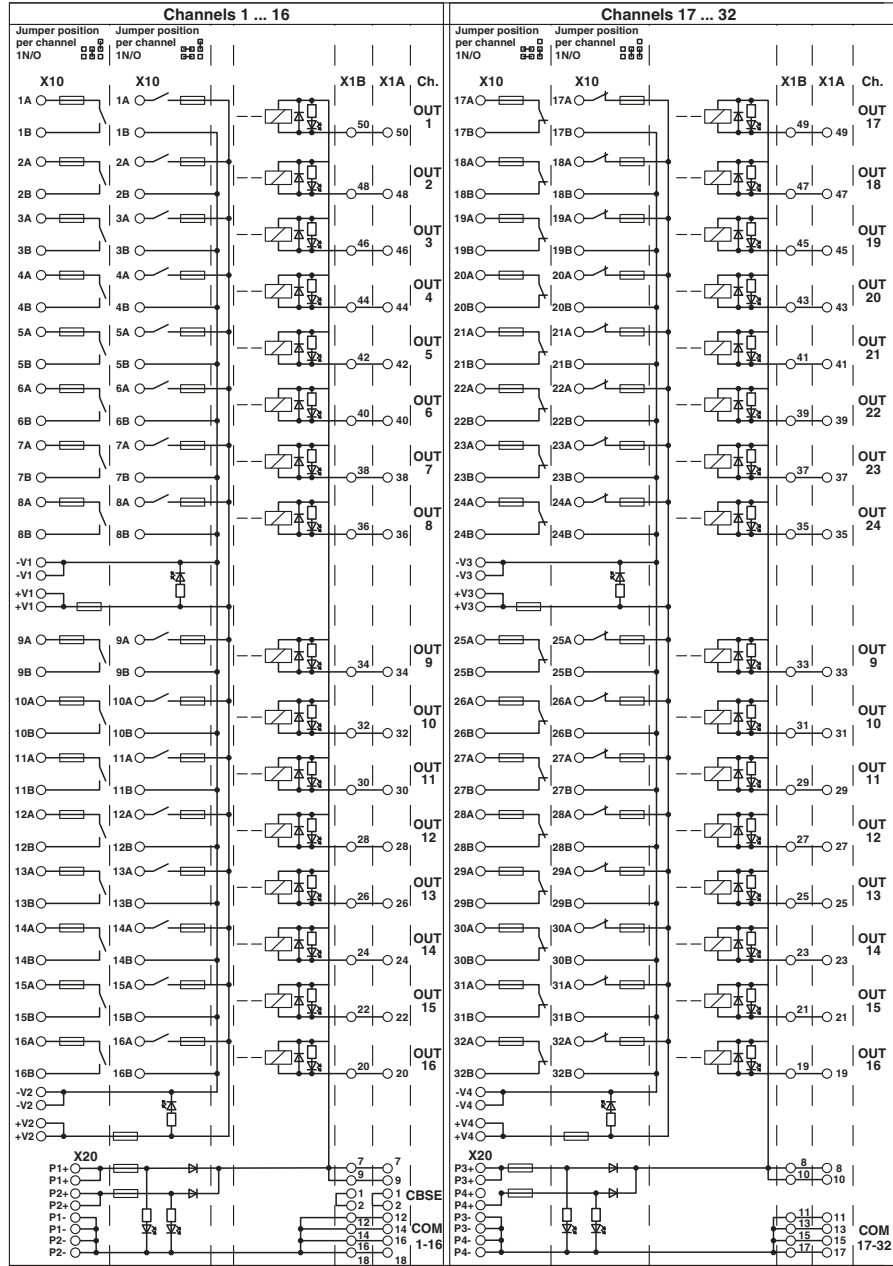 Channels 1 ... 16 Channels 17 ... 32
Jumper position Jumper position Jumper position Jumper position
per channel per channel per channel per channel
1N/O 1N/O 1N/O 1N/O
X10 X10 X1B X1A Ch. X10 X10 X1B X1A Ch.
1A 1A OUT 17A 17A OUT
1 17
1B 1B 50 50 17B 17B 49 49
2A 2A OUT 18A 18A OUT
2 18
2B 2B 48 48 18B 18B 47 47
3A 3A OUT 19A 19A OUT
3 19
3B 3B 46 46 19B 19B 45 45
4A 4A OUT 20A 20A OUT
4 20
4B 4B 44 44 20B 20B 43 43
5A 5A OUT 21A 21A OUT
5 21
5B 5B 42 42 21B 21B 41 41
6A 6A OUT 22A 22A OUT
6 22
6B 6B 40 40 22B 22B 39 39
7A 7A OUT 23A 23A OUT
7 23
7B 7B 38 38 23B 23B 37 37
8A 8A OUT 24A 24A OUT
8 24
8B 8B 36 36 24B 24B 35 35
-V1 -V3
-V1 -V3
+V1 +V3
+V1 +V3
9A 9A OUT 25A 25A OUT
9 9
9B 9B 34 34 25B 25B 33 33
10A 10A OUT 26A 26A OUT
10 10
10B 10B 32 32 26B 26B 31 31
11A 11A OUT 27A 27A OUT
11 11
11B 11B 30 30 27B 27B 29 29
12A 12A OUT 28A 28A OUT
12 12
12B 12B 28 28 28B 28B 27 27
13A 13A OUT 29A 29A OUT
13 13
13B 13B 26 26 29B 29B 25 25
14A 14A OUT 30A 30A OUT
14 14
14B 14B 24 24 30B 30B 23 23
15A 15A OUT 31A 31A OUT
15 15
15B 15B 22 22 31B 31B 21 21
16A 16A OUT 32A 32A OUT
16 16
16B 16B 20 20 32B 32B 19 19
-V2 -V4
-V2 -V4
+V2 +V4
+V2 +V4
X20 X20
P1+ 7 7 P3+ 8 8
P1+ 9 9 P3+ 10 10
P2+ 1 1 CBSE P4+
P2+ 2 2 P4+
P1- 12 12 P3- 11 11
P1- 14 14 COM P3- 13 13 COM
P2- 16 16 1-16 P4- 15 15 17-32
P2- 18 18 P4- 17 17